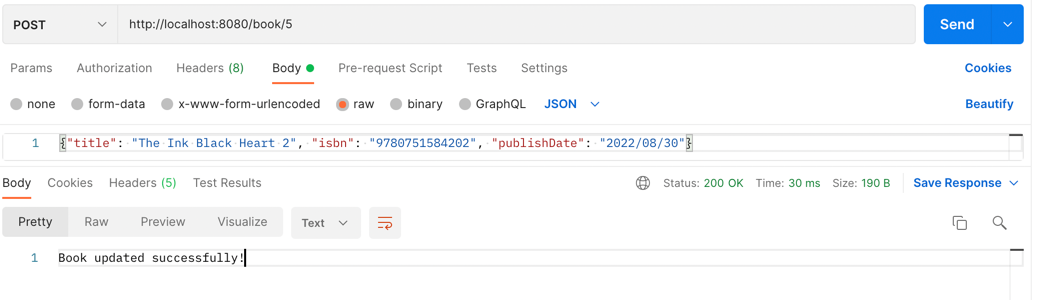 POST http://localhost:8080/book/5 Send
Params Authorization Headers (8) Body Pre-request Script Tests Settings Cookies
none form-data x-www-form-urlencoded raw binary GraphQL JSON Beautify
1 {"title": "The Ink Black Heart 2", "isbn": "9780751584202", "publishDate": "2022/08/30"}
Body Cookies Headers (5) Test Results Status: 200 OK Time: 30 ms Size: 190 B Save Response
Pretty Raw Preview Visualize Text
1 Book updated successfully!